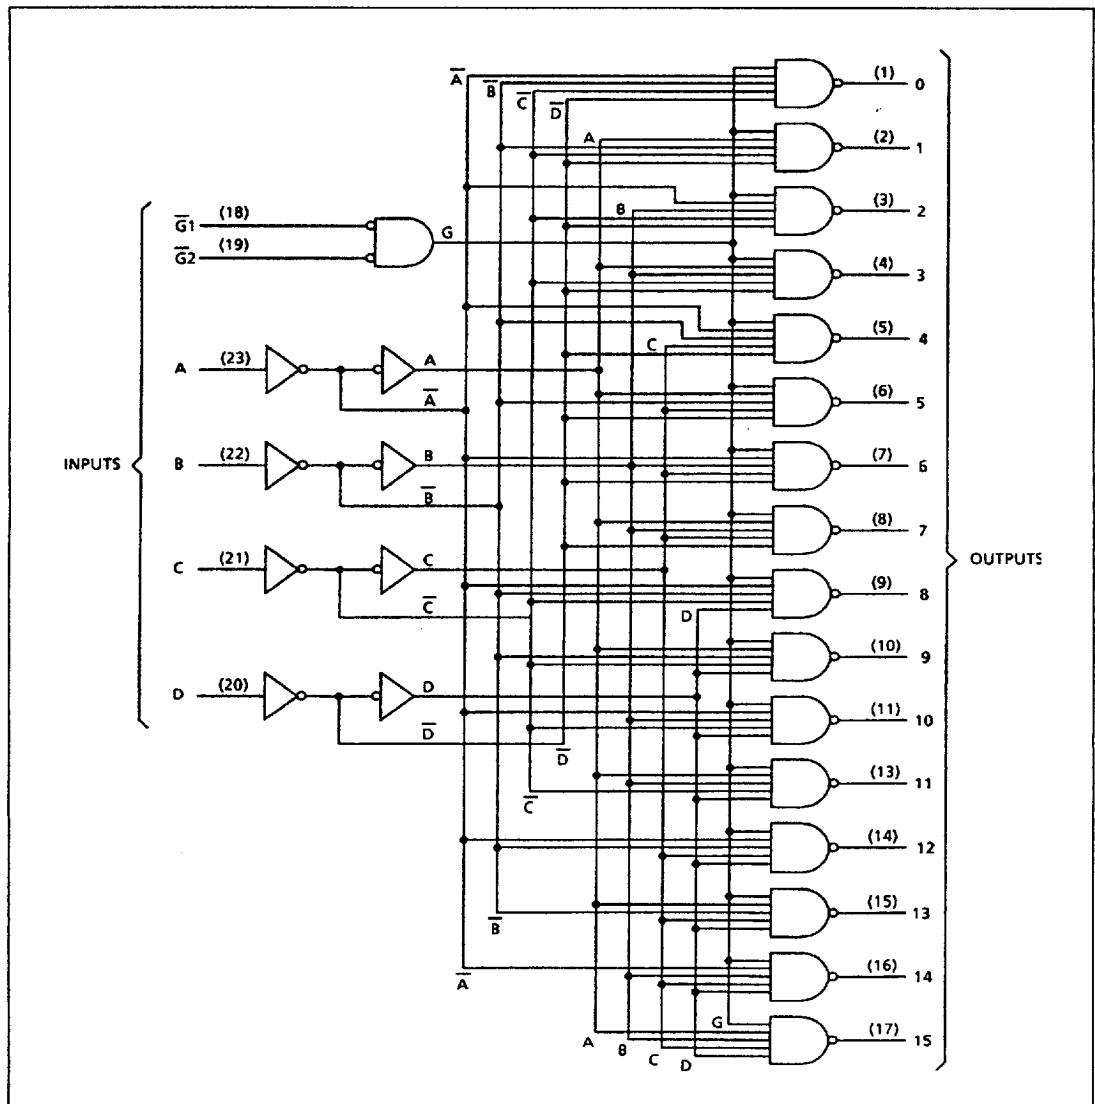 A̅
B̅
C̅
D̅
(1) 0
A
(2) 1
B
(3) 2
G̅1 (18)
G
G̅2 (19)
(4) 3
C
(5) 4
A (23)
A
A̅
(6) 5
INPUTS
B (22)
B
B̅
(7) 6
(8) 7
C (21)
C
C̅
OUTPUTS
D
(9) 8
(10) 9
D (20)
D
D̅
D̅
(11) 10
C̅
(13) 11
(14) 12
B̅
(15) 13
A̅
(16) 14
G
A
B
C
D
(17) 15